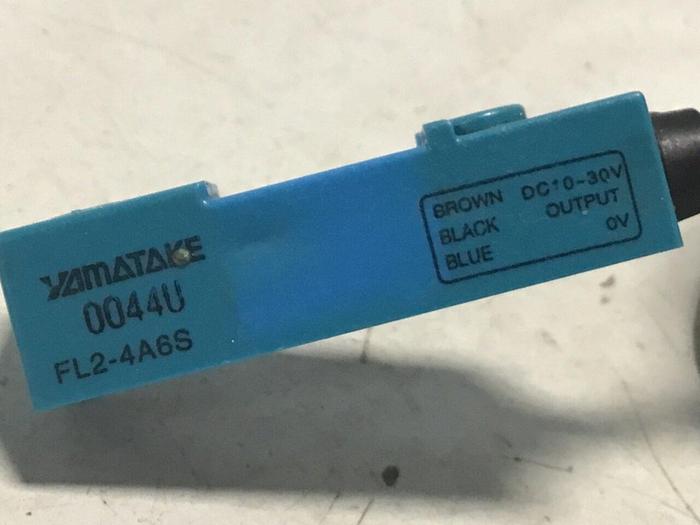 YAMATAKE
0044U
FL2-4A6S
BROWN DC10-30V
BLACK OUTPUT
BLUE 0V